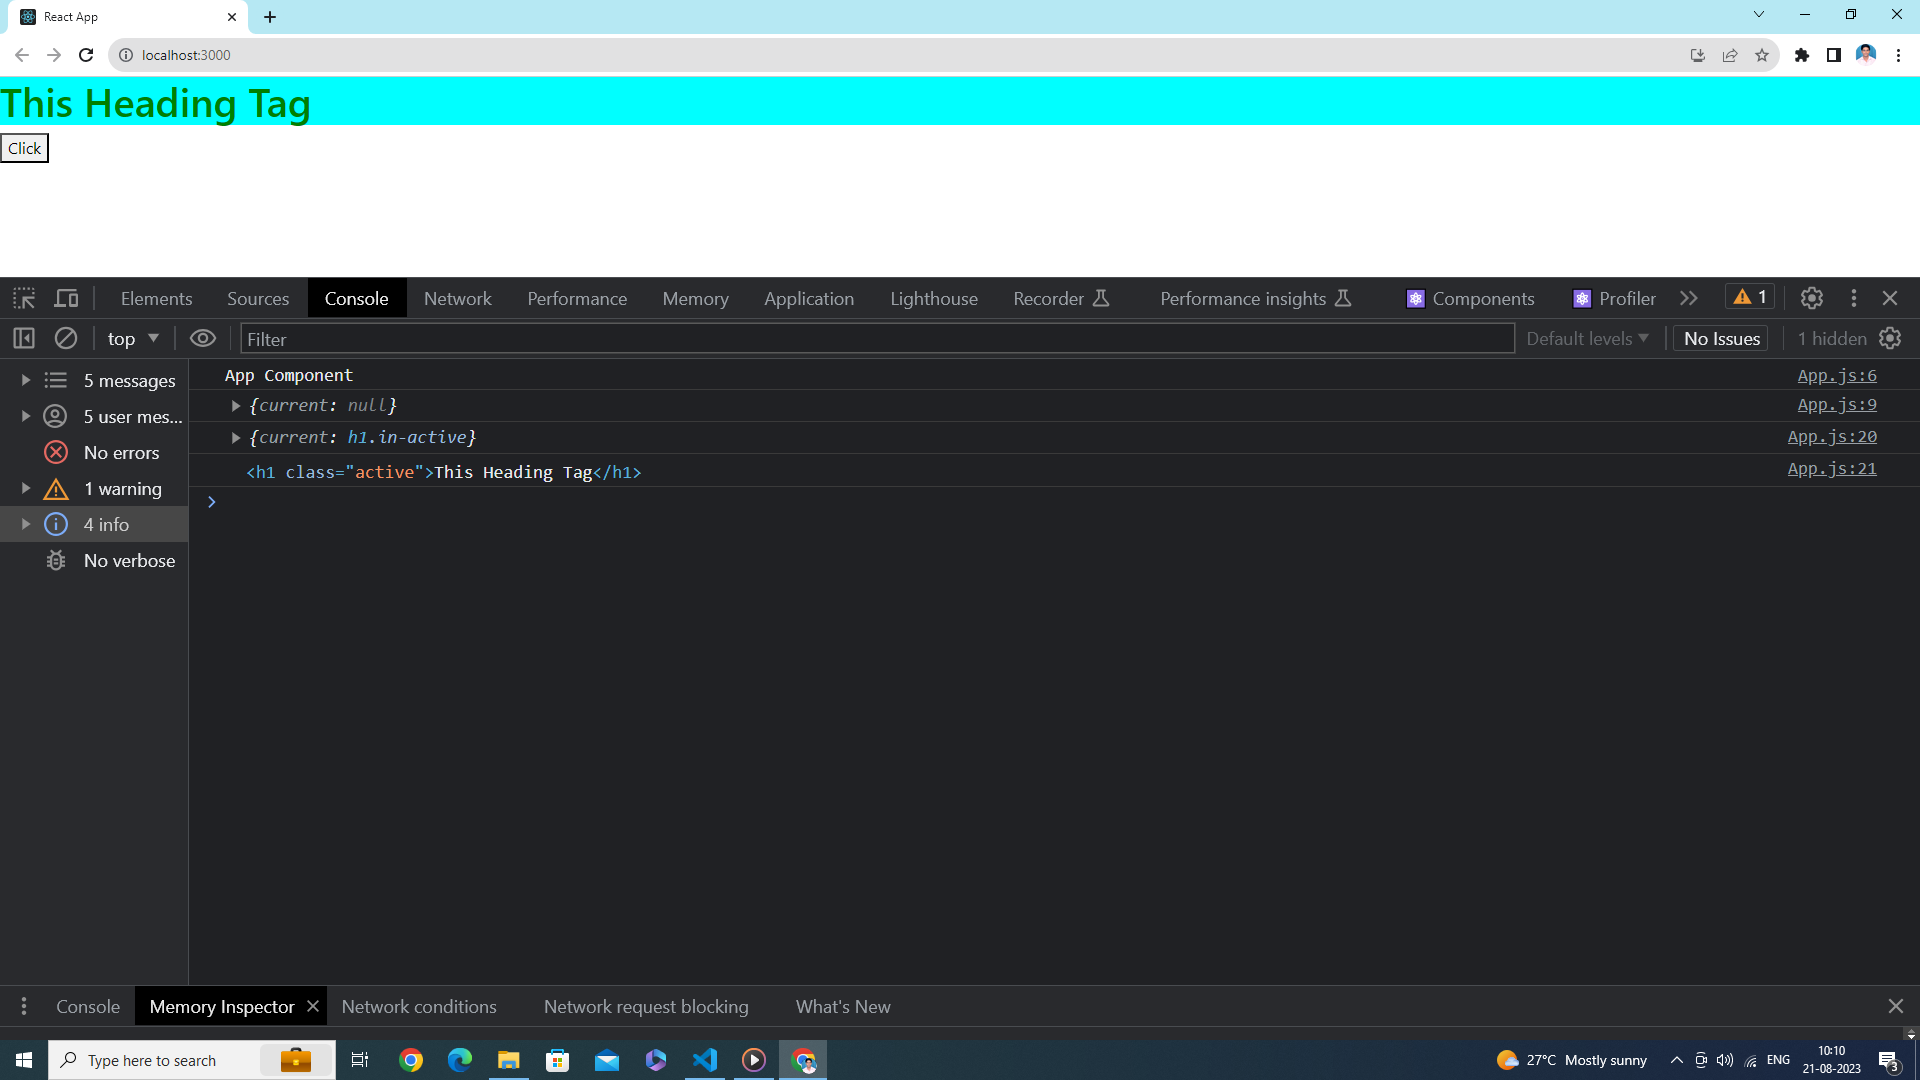 React App
localhost:3000
This Heading Tag
Click
Elements Sources Console Network Performance Memory Application Lighthouse Recorder Performance insights Components Profiler 1
top Filter Default levels No Issues 1 hidden
5 messages
5 user mes...
No errors
1 warning
4 info
No verbose
App Component App.js:6
{current: null} App.js:9
{current: h1.in-active} App.js:20
<h1 class="active">This Heading Tag</h1> App.js:21
Console Memory Inspector Network conditions Network request blocking What's New
Type here to search
27°C Mostly sunny ENG
10:10
21-08-2023
3